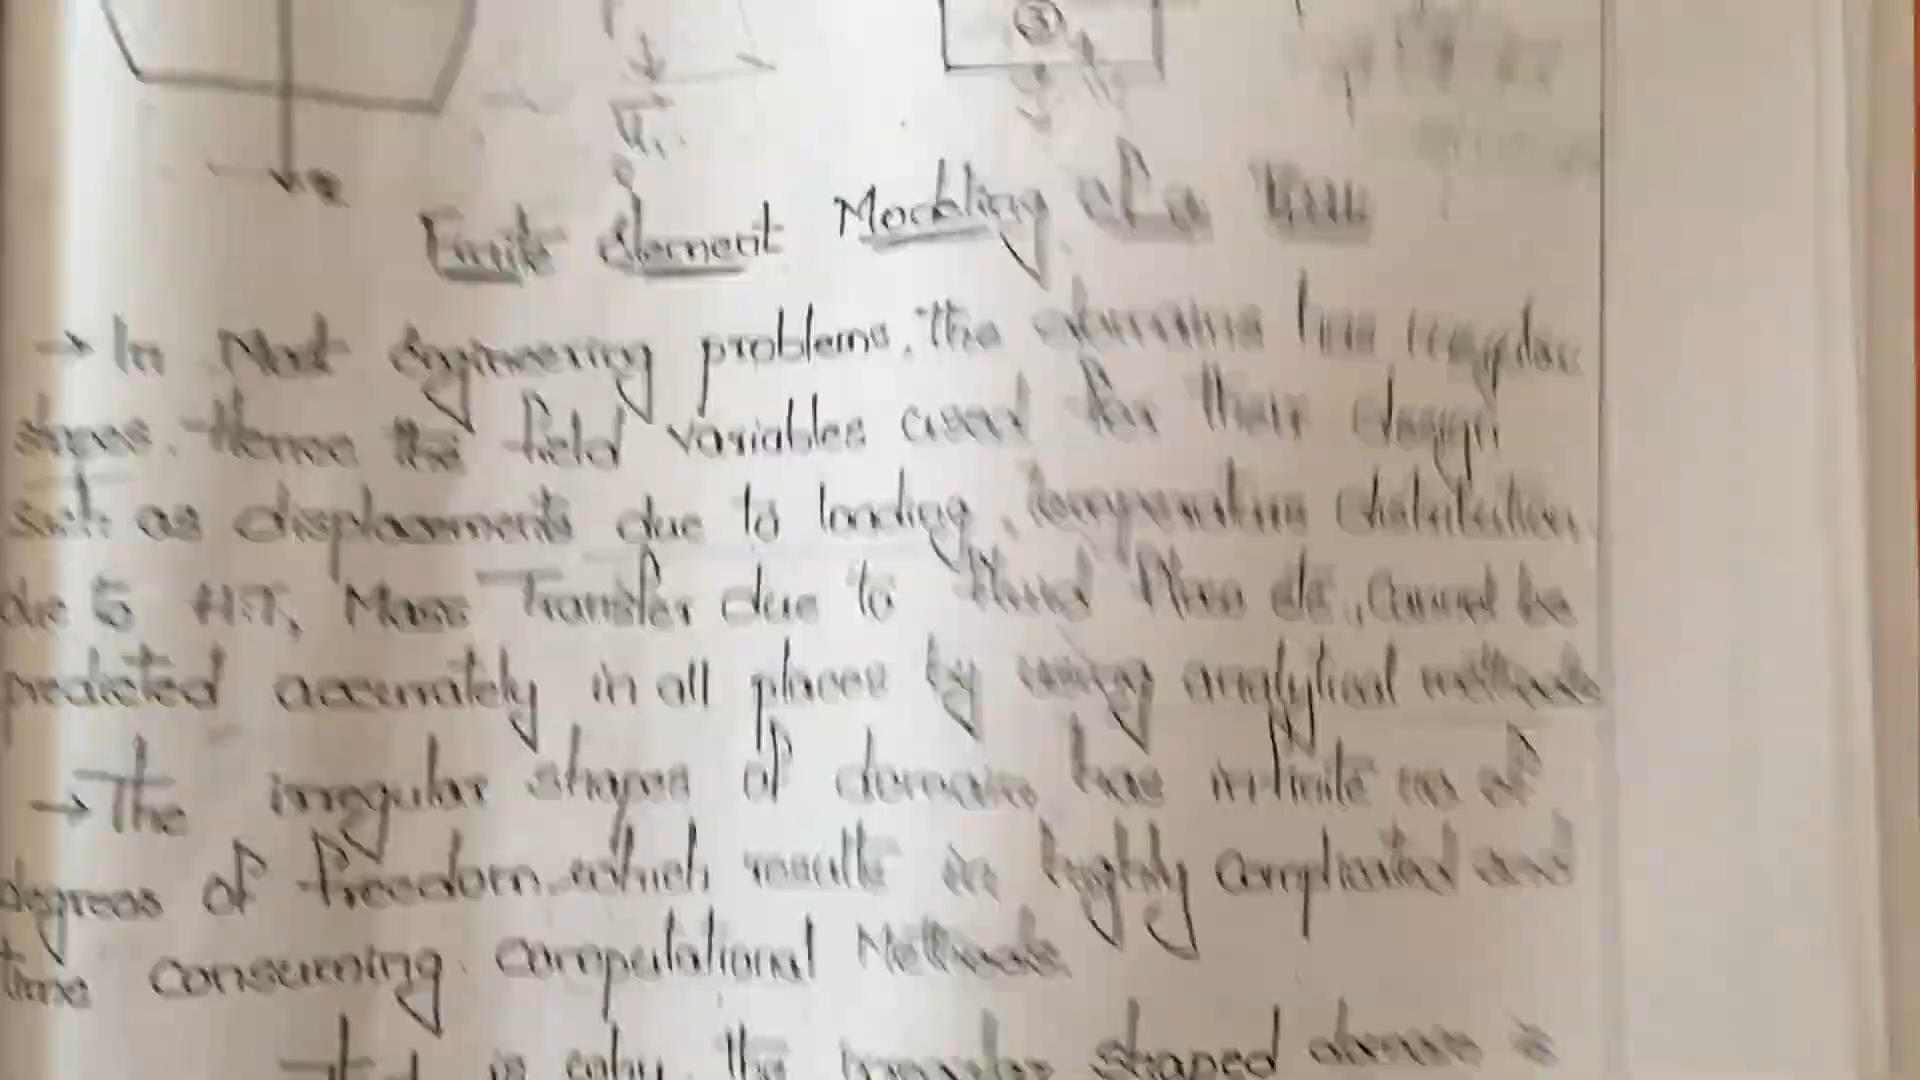 ③
Finite Element Modeling of a
→ In Most Engineering problems, the domains has irregular
shapes. Hence the field variables used for their design
such as displacements due to loading, temperature distribution
due to H.T, Mass Transfer due to Fluid Flow etc, cannot be
predicted accurately in all places by using analytical methods
→ The irregular shapes of domains has infinite no of
degrees of freedom which results in highly complicated and
time consuming computational Methods
That is why the irregular shaped domain is